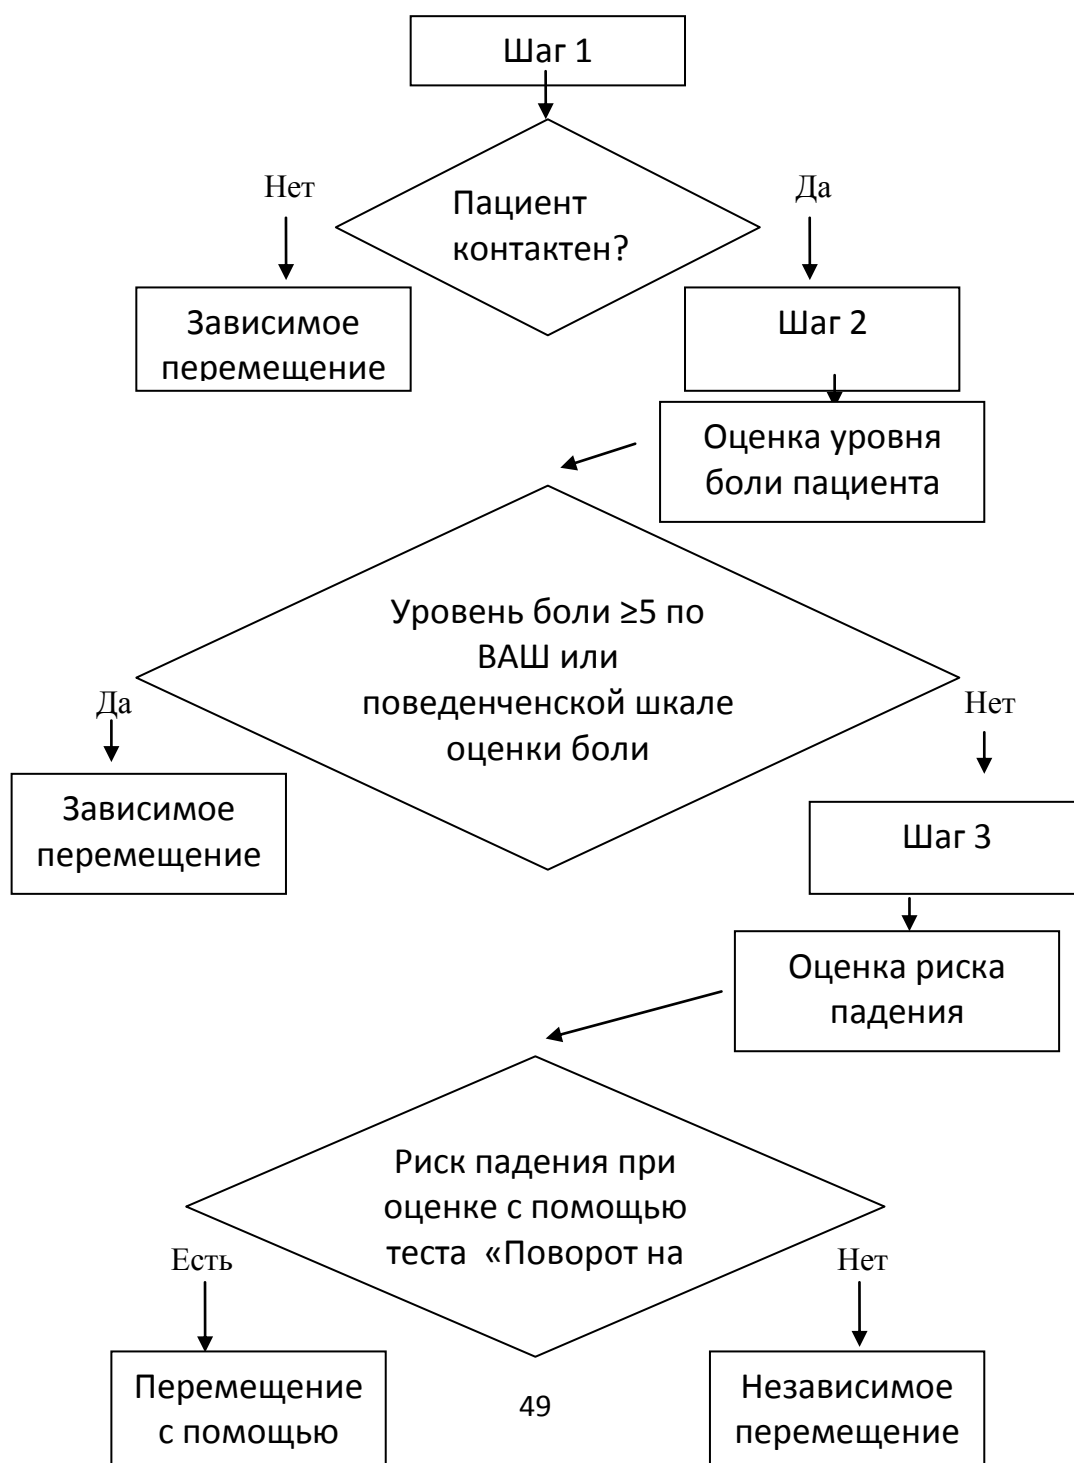 Шаг 1
Нет
Да
Пациент
контактен?
Зависимое
перемещение
Шаг 2
Оценка уровня
боли пациента
Уровень боли ≥5 по
ВАШ или
поведенченской шкале
оценки боли
Да
Нет
Зависимое
перемещение
Шаг 3
Оценка риска
падения
Риск падения при
оценке с помощью
теста «Поворот на
Есть
Нет
Перемещение
с помощью
49
Независимое
перемещение